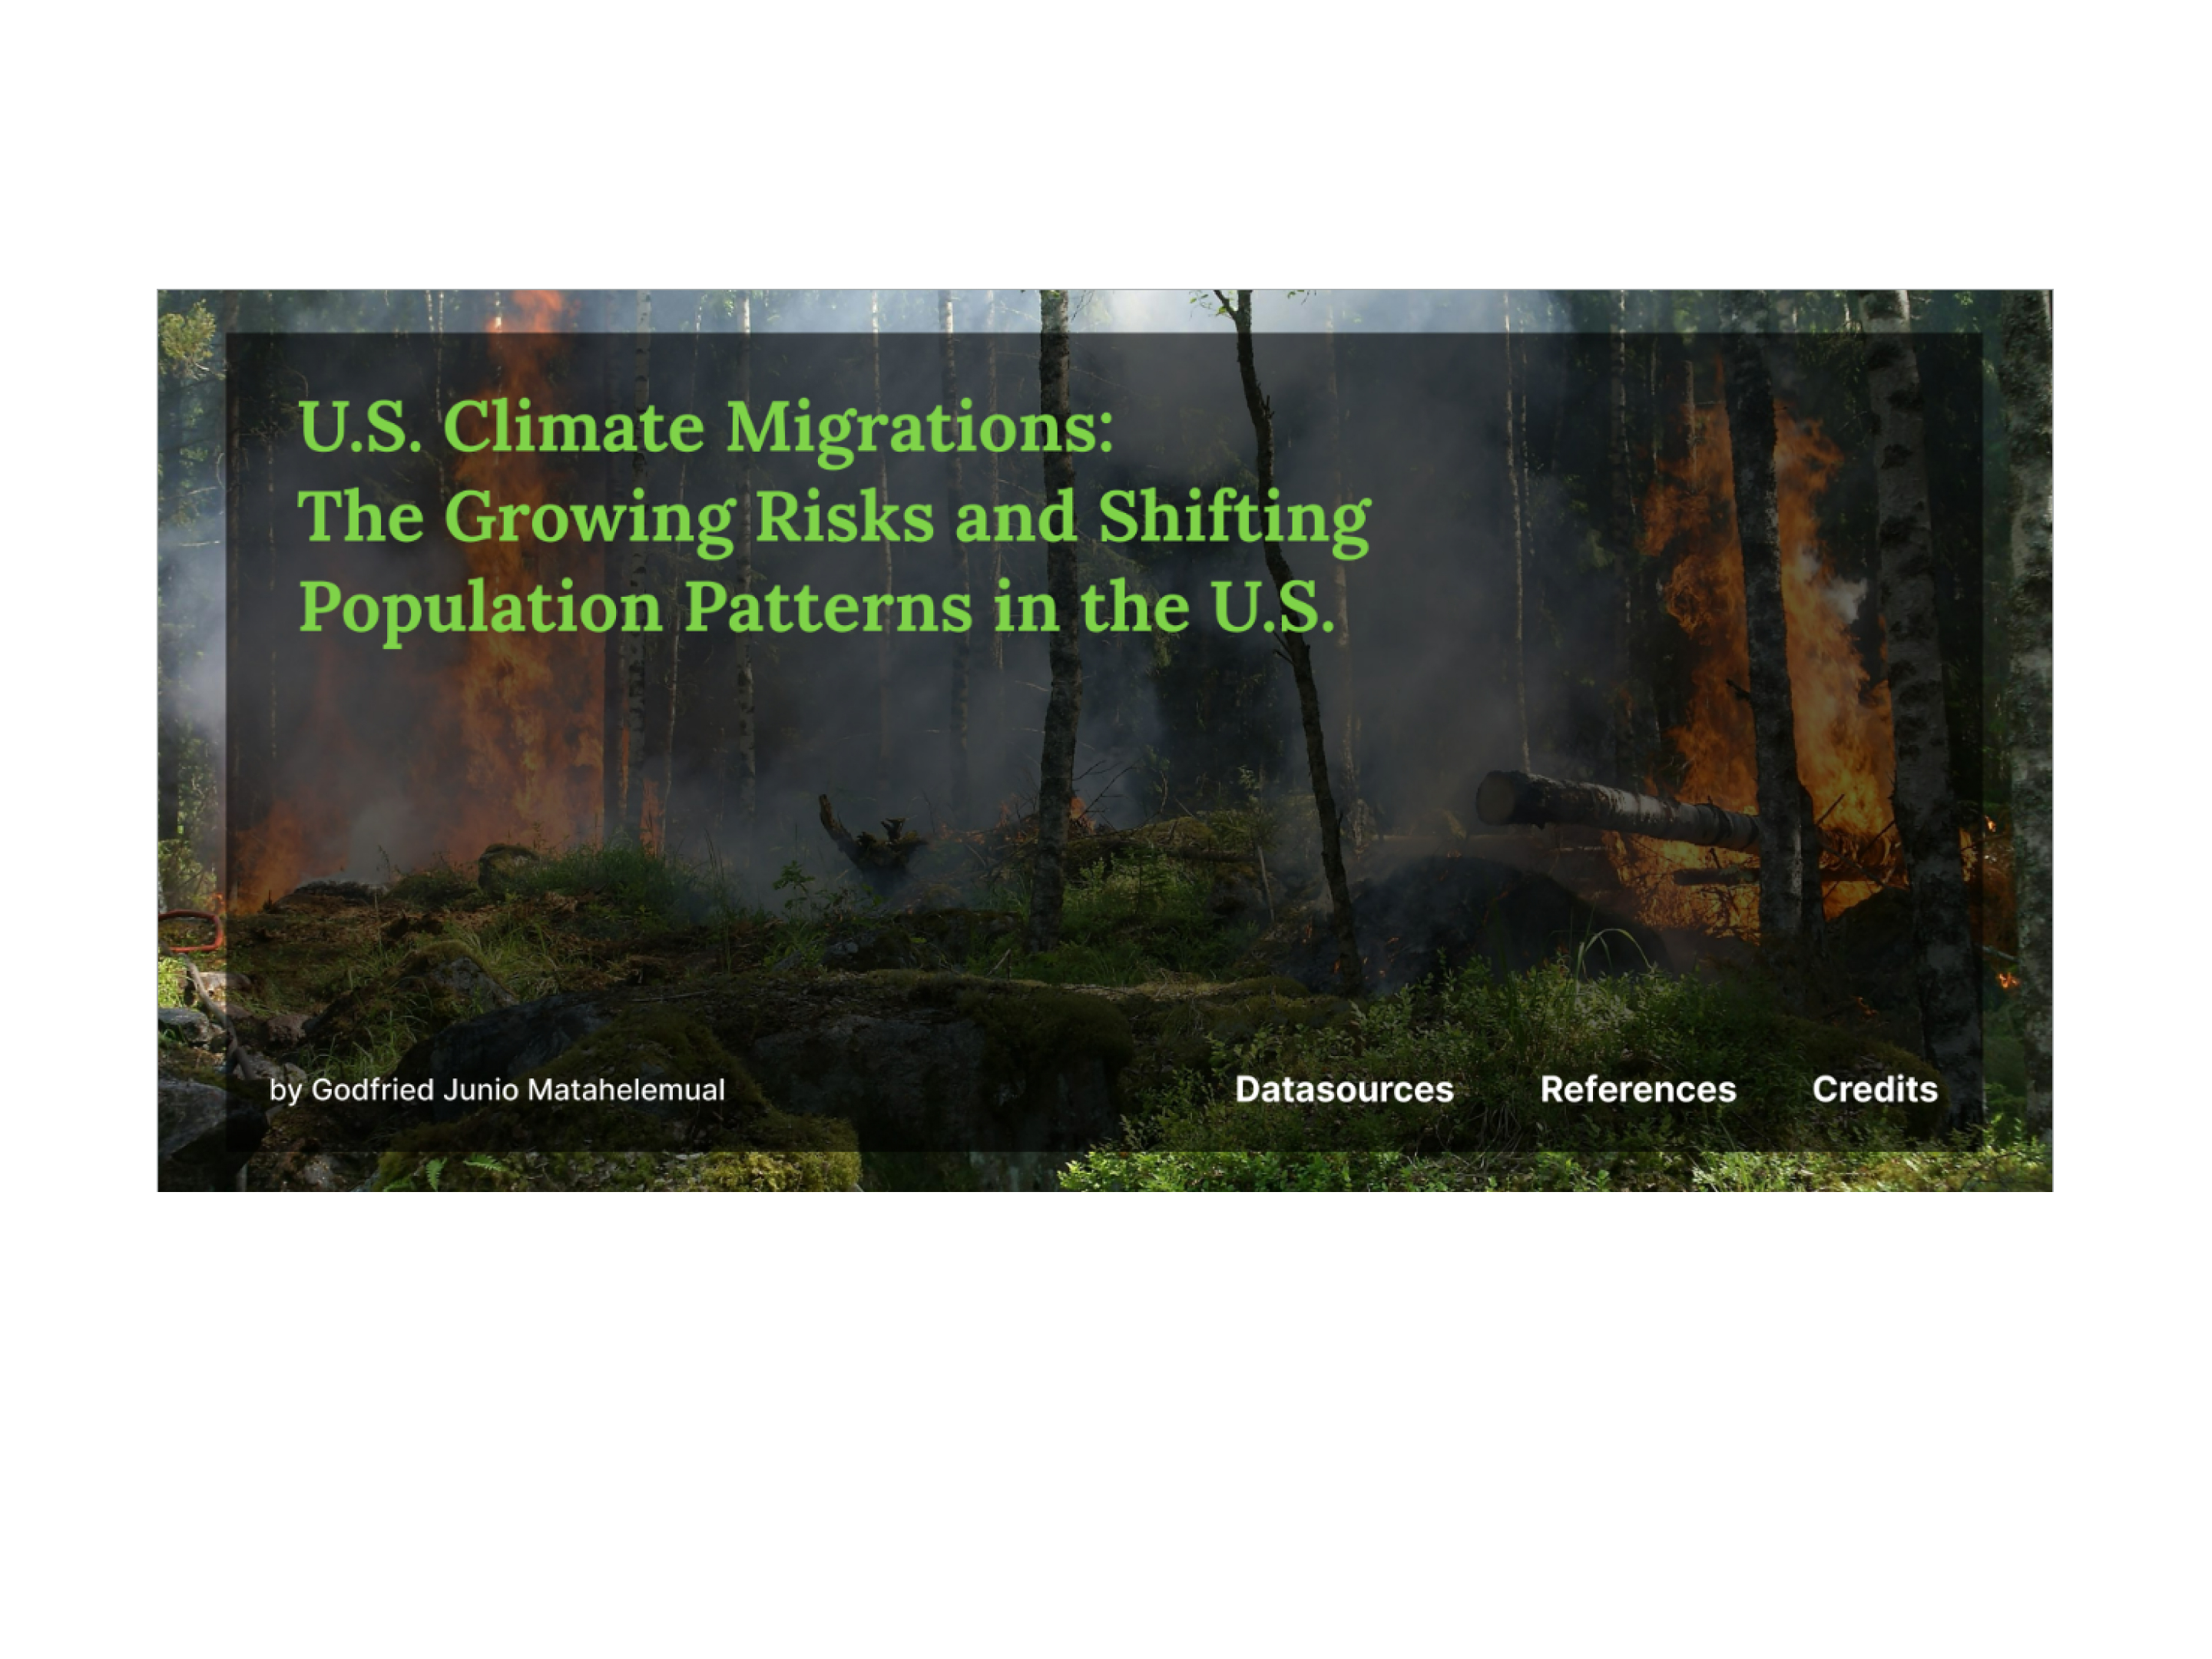 U.S. Climate Migrations:
The Growing Risks and Shifting
Population Patterns in the U.S.
by Godfried Junio Matahelemual
Datasources References Credits